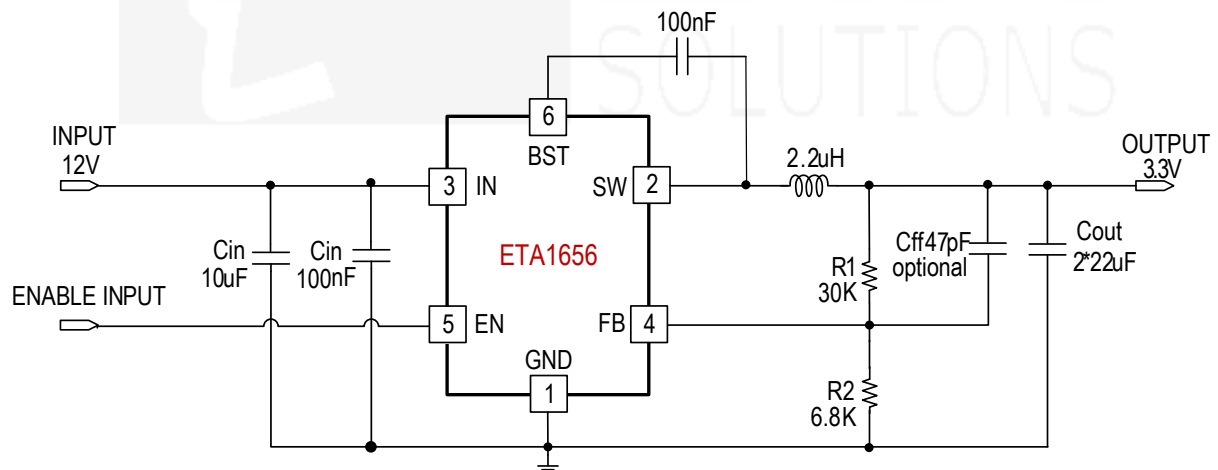 SOLUTIONS
100nF
6
BST
INPUT
12V
3
IN
SW
2
2.2uH
OUTPUT
3.3V
Cin
10uF
Cin
100nF
ETA1656
R1
30K
Cff47pF
optional
Cout
2*22uF
ENABLE INPUT
5
EN
FB
4
GND
1
R2
6.8K